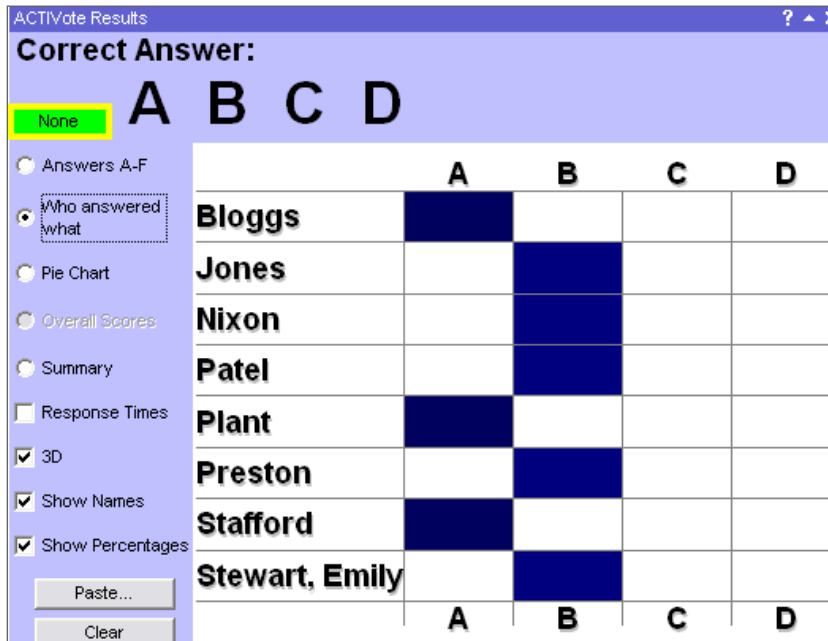 ACTIVote Results
Correct Answer:
None A B C D
Answers A-F
Who answered
what
Pie Chart
Overall Scores
Summary
Response Times
3D
Show Names
Show Percentages
Paste...
Clear
A B C D
Bloggs
Jones
Nixon
Patel
Plant
Preston
Stafford
Stewart, Emily
A B C D